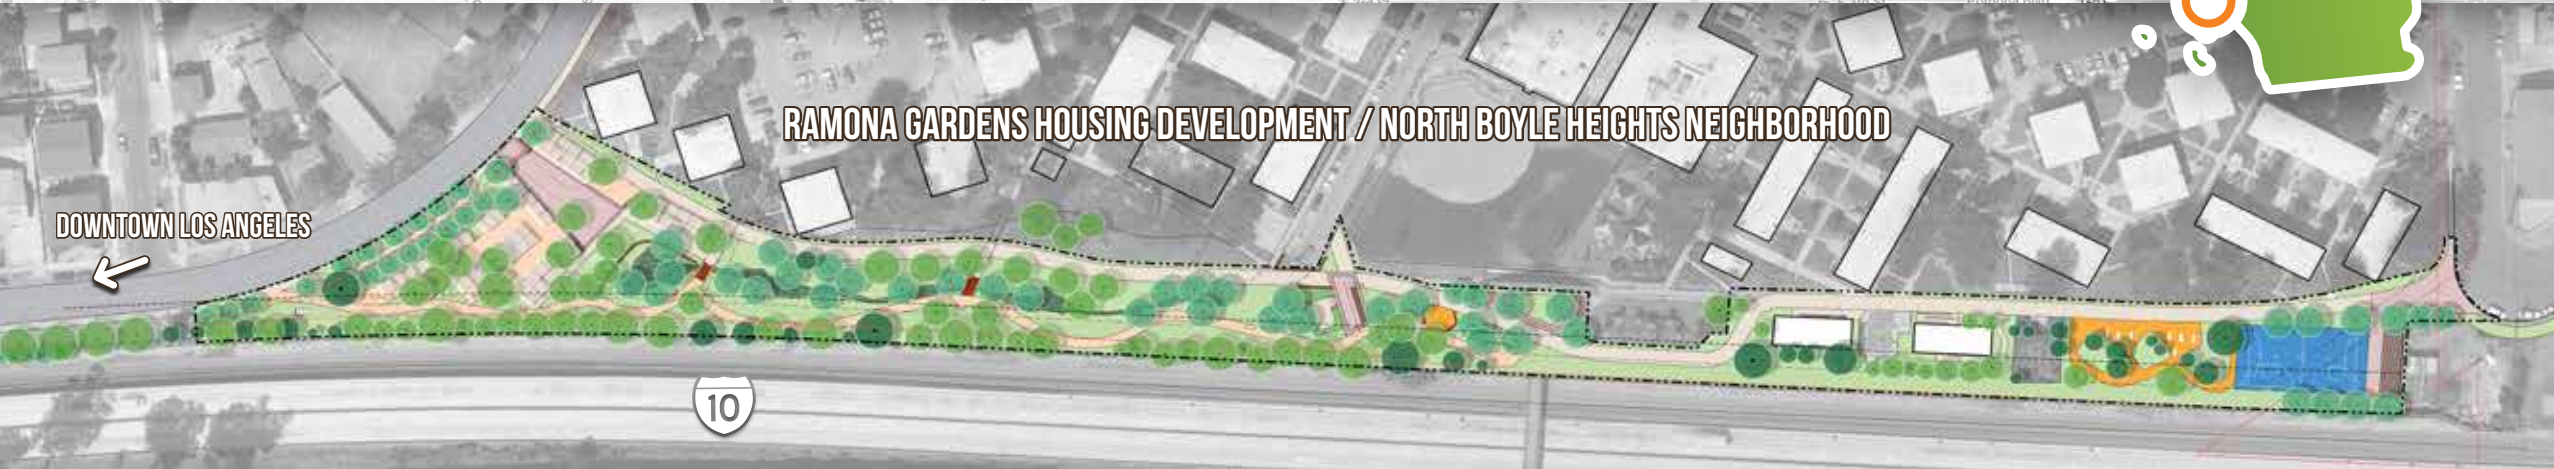 RAMONA GARDENS HOUSING DEVELOPMENT / NORTH BOYLE HEIGHTS NEIGHBORHOOD
DOWNTOWN LOS ANGELES
10